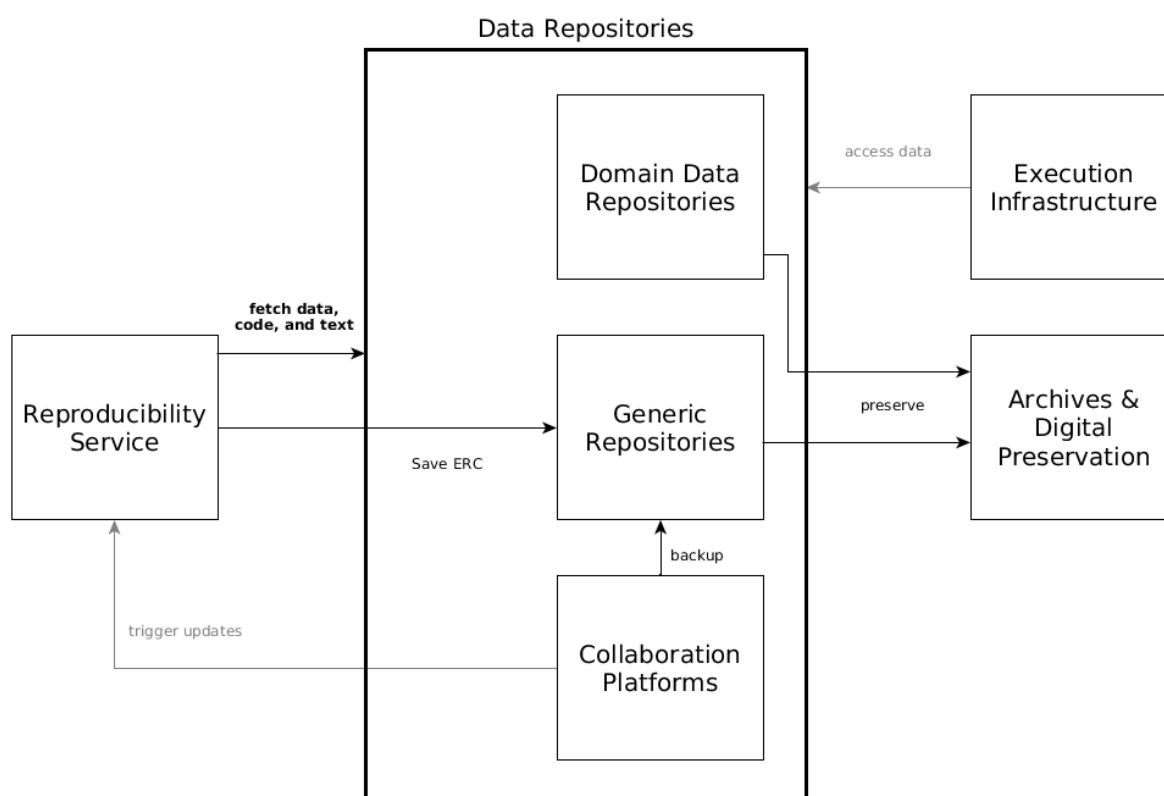 Data Repositories
Domain Data
Repositories
access data
Execution
Infrastructure
fetch data,
code, and text
Reproducibility
Service
Save ERC
Generic
Repositories
preserve
Archives &
Digital
Preservation
backup
trigger updates
Collaboration
Platforms